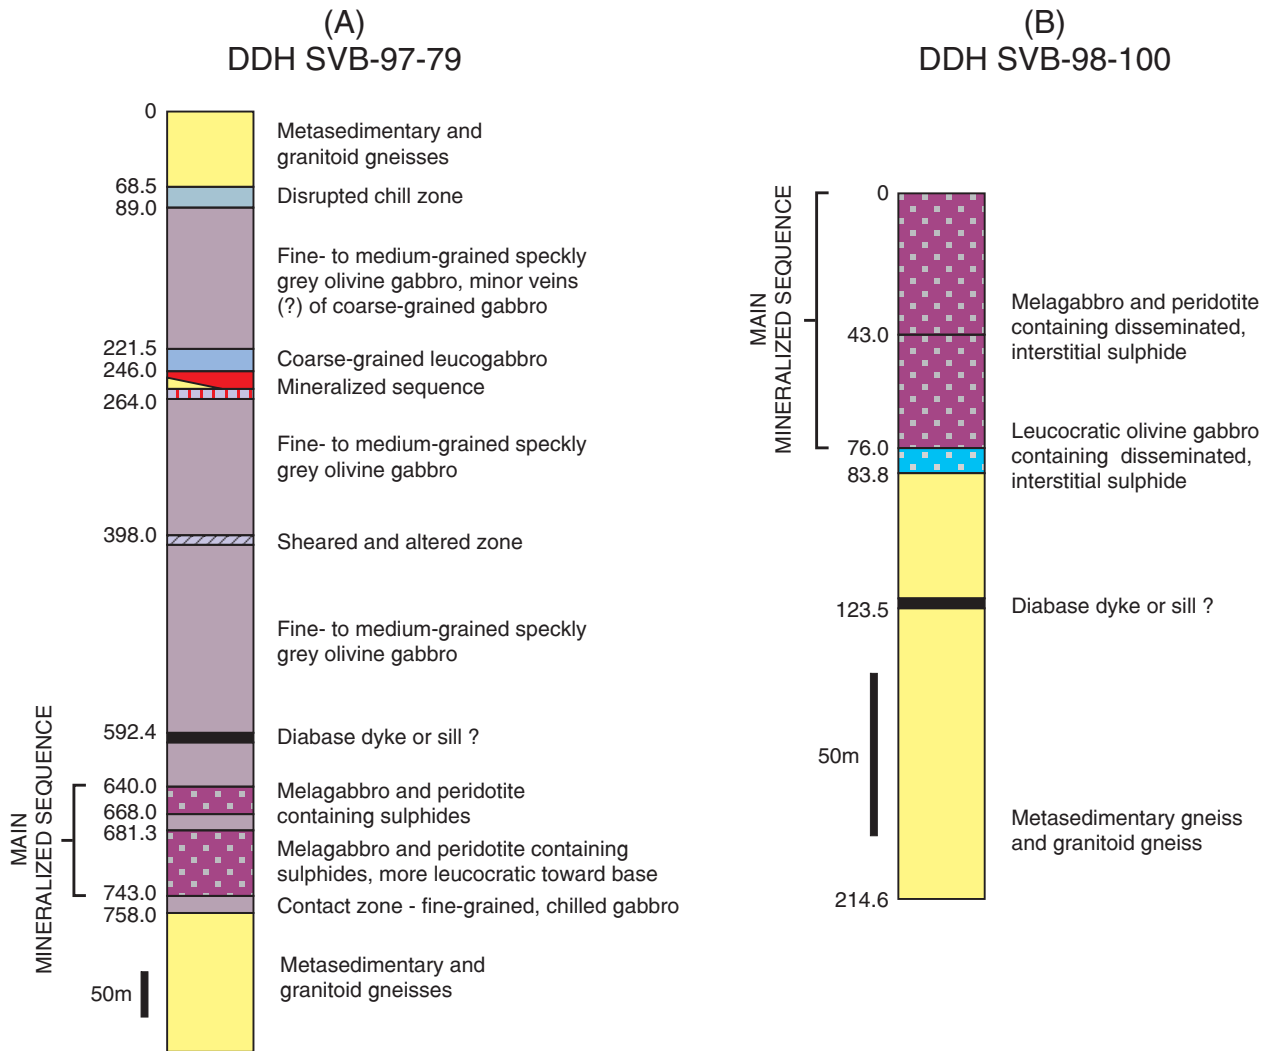 (A)
DDH SVB-97-79
0
Metasedimentary and
granitoid gneisses
68.5
Disrupted chill zone
89.0
Fine- to medium-grained speckly
grey olivine gabbro, minor veins
(?) of coarse-grained gabbro
221.5
Coarse-grained leucogabbro
246.0
Mineralized sequence
264.0
Fine- to medium-grained speckly
grey olivine gabbro
398.0
Sheared and altered zone
Fine- to medium-grained speckly
grey olivine gabbro
592.4
Diabase dyke or sill ?
MAIN
MINERALIZED SEQUENCE
640.0
Melagabbro and peridotite
containing sulphides
668.0
681.3
Melagabbro and peridotite containing
sulphides, more leucocratic toward base
743.0
Contact zone - fine-grained, chilled gabbro
758.0
Metasedimentary and
granitoid gneisses
50m
(B)
DDH SVB-98-100
MAIN
MINERALIZED SEQUENCE
0
Melagabbro and peridotite
containing disseminated,
interstitial sulphide
43.0
Leucocratic olivine gabbro
containing disseminated,
interstitial sulphide
76.0
83.8
123.5
Diabase dyke or sill ?
50m
Metasedimentary gneiss
and granitoid gneiss
214.6